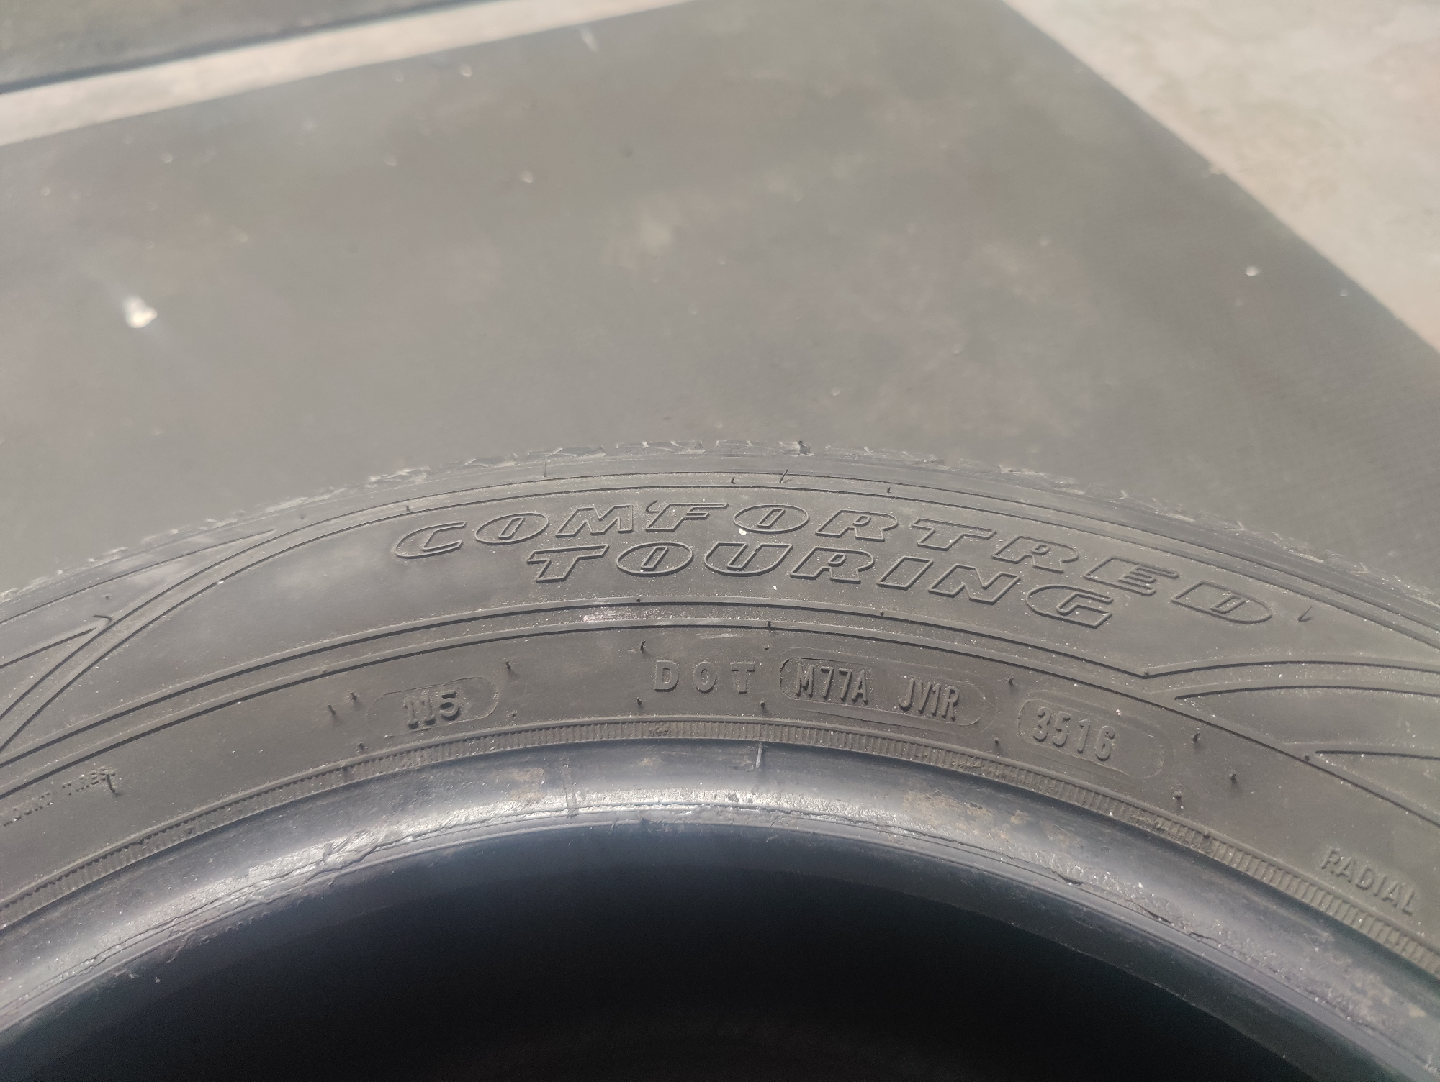 COMFORTRED
TOURING
115
DOT M77A JV1R 3516
RADIAL